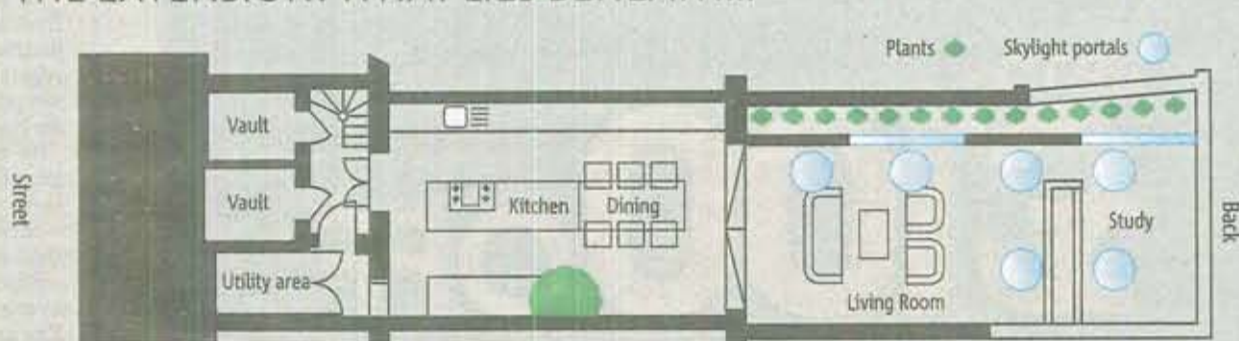 Plants
Skylight portals
Street
Vault
Vault
Utility area
Kitchen
Dining
Living Room
Study
Back